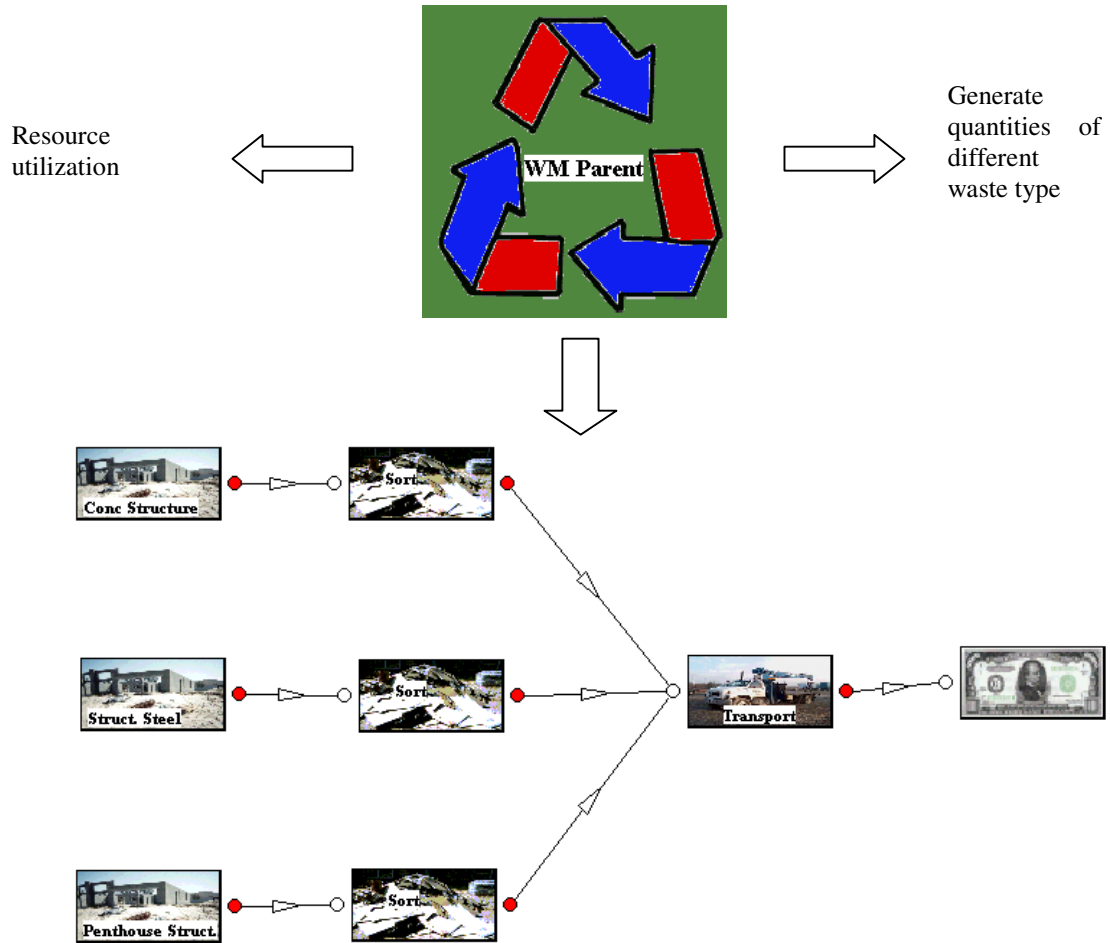 Resource
utilization
WM Parent
Generate
quantities of
different
waste type
Conc Structure
Sort
Struct. Steel
Sort
Transport
Penthouse Struct.
Sort